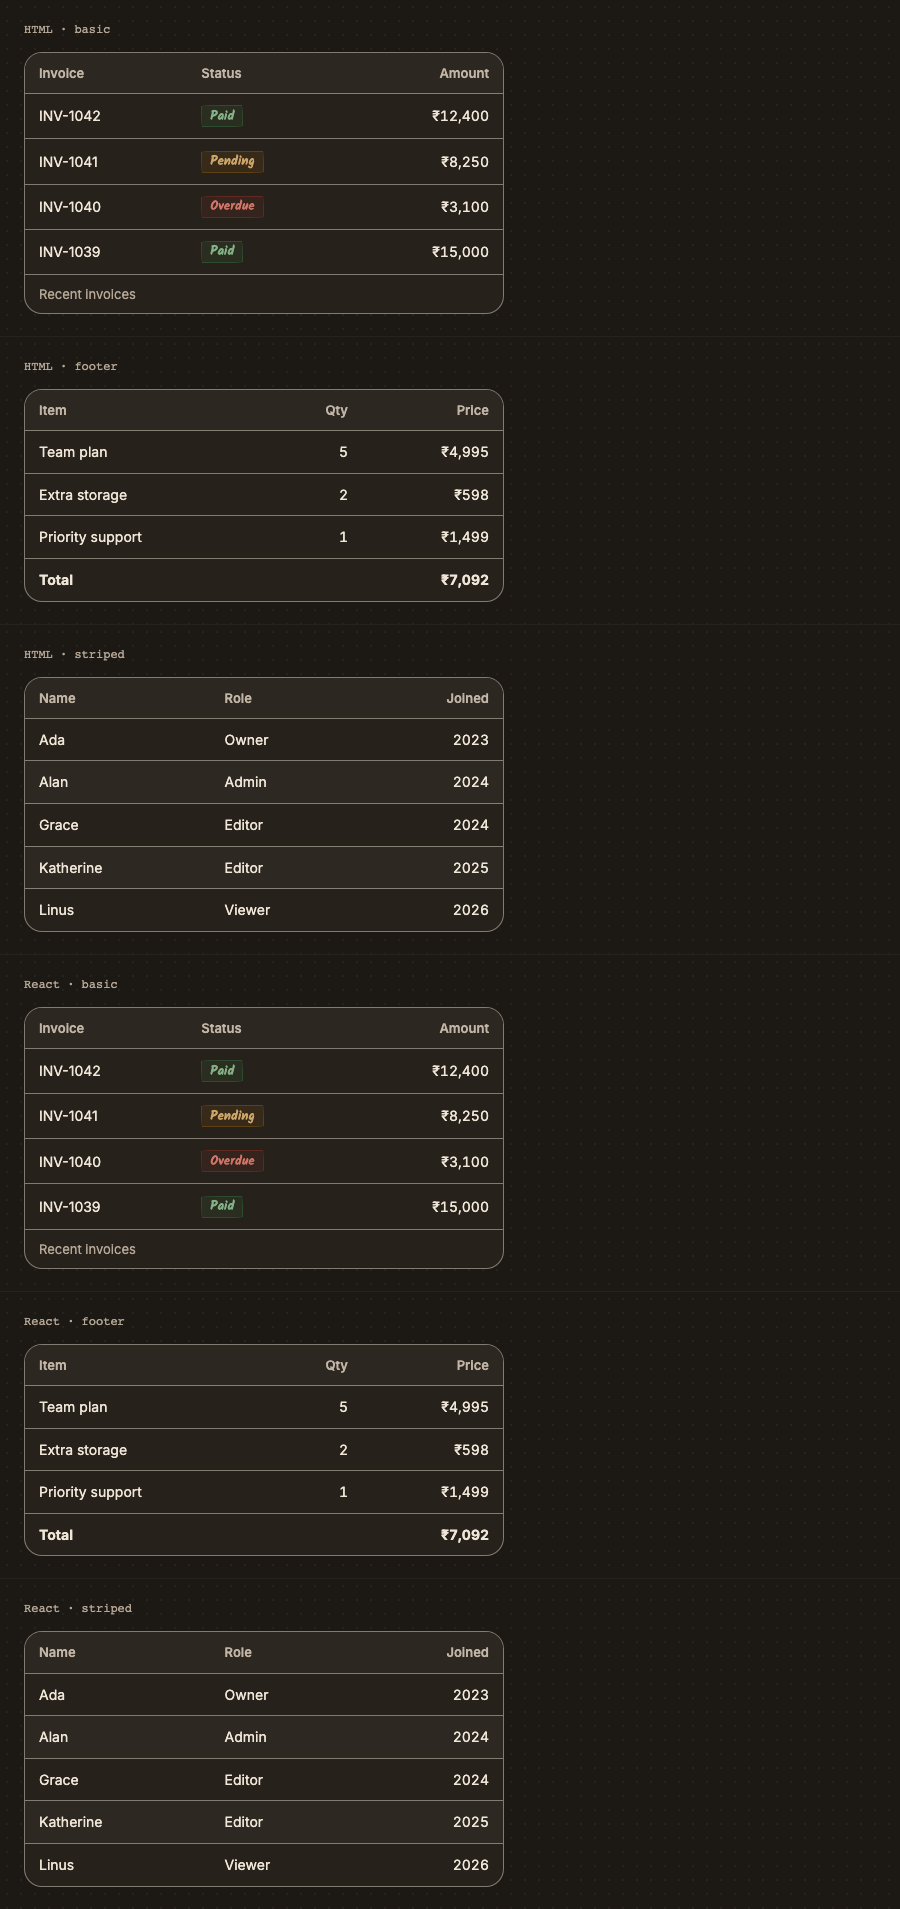 HTML · basic
Invoice Status Amount
INV-1042 Paid ₹12,400
INV-1041 Pending ₹8,250
INV-1040 Overdue ₹3,100
INV-1039 Paid ₹15,000
Recent invoices
HTML · footer
Item Qty Price
Team plan 5 ₹4,995
Extra storage 2 ₹598
Priority support 1 ₹1,499
Total ₹7,092
HTML · striped
Name Role Joined
Ada Owner 2023
Alan Admin 2024
Grace Editor 2024
Katherine Editor 2025
Linus Viewer 2026
React · basic
Invoice Status Amount
INV-1042 Paid ₹12,400
INV-1041 Pending ₹8,250
INV-1040 Overdue ₹3,100
INV-1039 Paid ₹15,000
Recent invoices
React · footer
Item Qty Price
Team plan 5 ₹4,995
Extra storage 2 ₹598
Priority support 1 ₹1,499
Total ₹7,092
React · striped
Name Role Joined
Ada Owner 2023
Alan Admin 2024
Grace Editor 2024
Katherine Editor 2025
Linus Viewer 2026